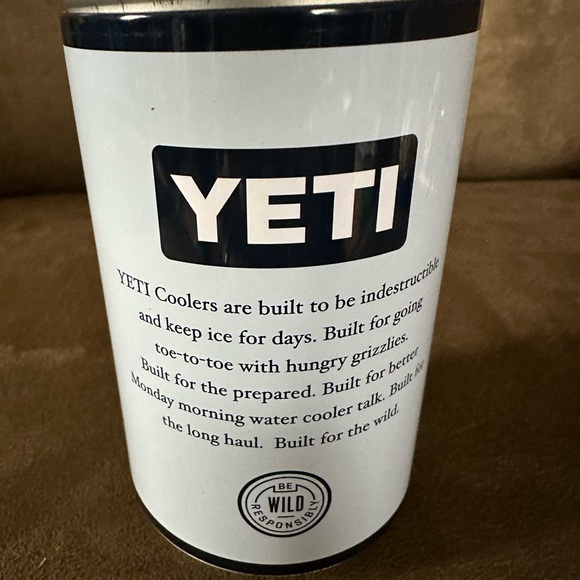 YETI
YETI Coolers are built to be indestructible
and keep ice for days. Built for going
toe-to-toe with hungry grizzlies.
Built for the prepared. Built for better
Monday morning water cooler talk. Built for
the long haul. Built for the wild.
BE
WILD
RESPONSIBLY